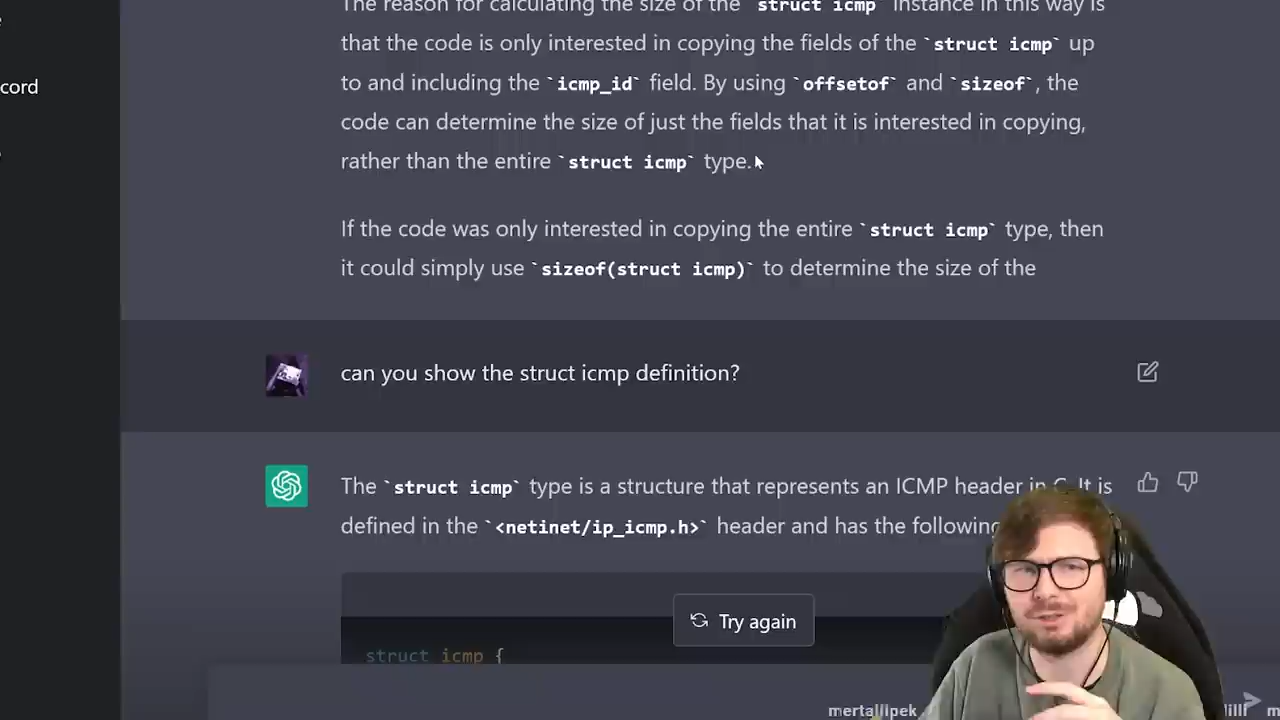 The reason for calculating the size of the `struct icmp` instance in this way is
that the code is only interested in copying the fields of the `struct icmp` up
cord
to and including the `icmp_id` field. By using `offsetof` and `sizeof`, the
code can determine the size of just the fields that it is interested in copying,
rather than the entire `struct icmp` type.
If the code was only interested in copying the entire `struct icmp` type, then
it could simply use `sizeof(struct icmp)` to determine the size of the
can you show the struct icmp definition?
The `struct icmp` type is a structure that represents an ICMP header in C. It is
defined in the `<netinet/ip_icmp.h>` header and has the following
Try again
struct icmp {